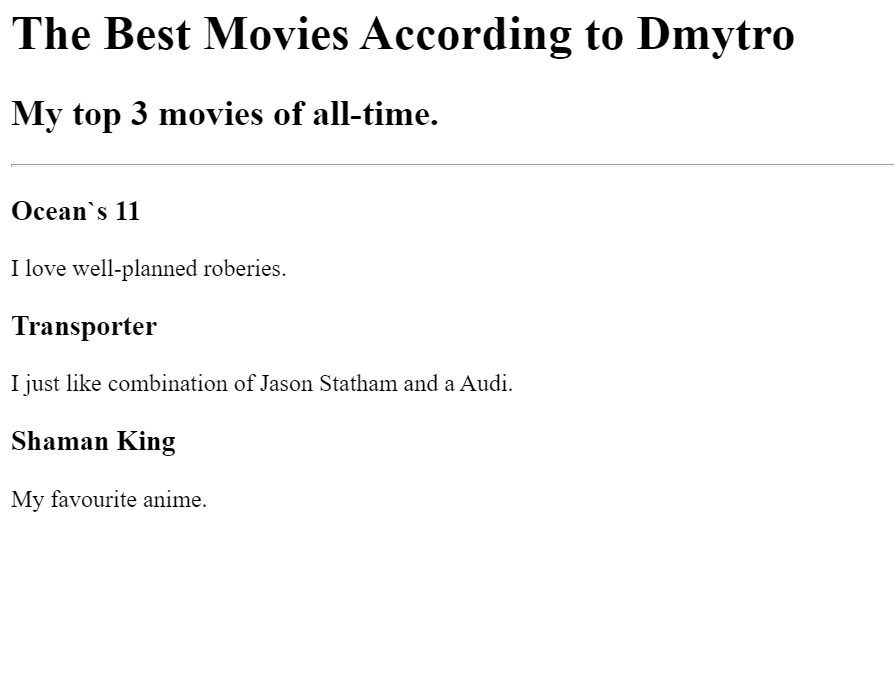 The Best Movies According to Dmytro
My top 3 movies of all-time.
Ocean`s 11
I love well-planned roberies.
Transporter
I just like combination of Jason Statham and a Audi.
Shaman King
My favourite anime.